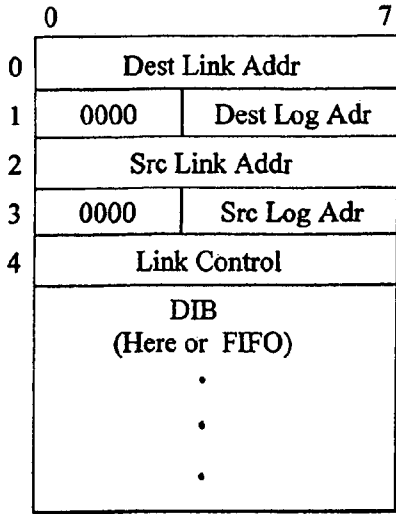 0 7
0 Dest Link Addr
1 0000 Dest Log Adr
2 Src Link Addr
3 0000 Src Log Adr
4 Link Control
DIB
(Here or FIFO)